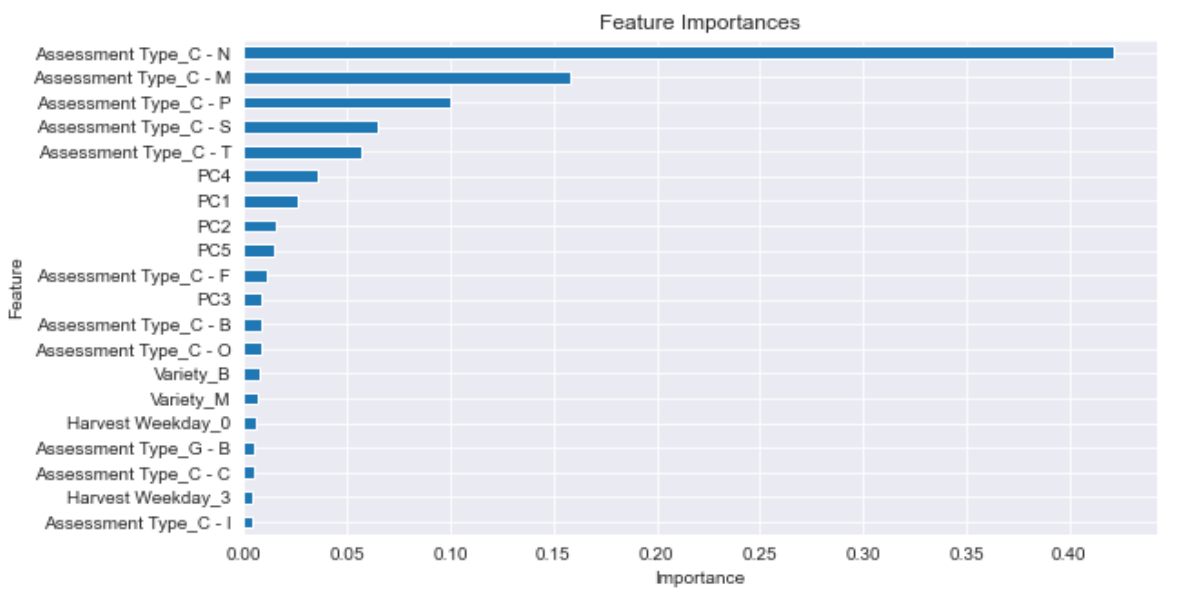 Feature Importances
Assessment Type_C - N
Assessment Type_C - M
Assessment Type_C - P
Assessment Type_C - S
Assessment Type_C - T
PC4
PC1
PC2
PC5
Assessment Type_C - F
PC3
Assessment Type_C - B
Assessment Type_C - O
Variety_B
Variety_M
Harvest Weekday_0
Assessment Type_G - B
Assessment Type_C - C
Harvest Weekday_3
Assessment Type_C - I
Feature
0.00 0.05 0.10 0.15 0.20 0.25 0.30 0.35 0.40
Importance